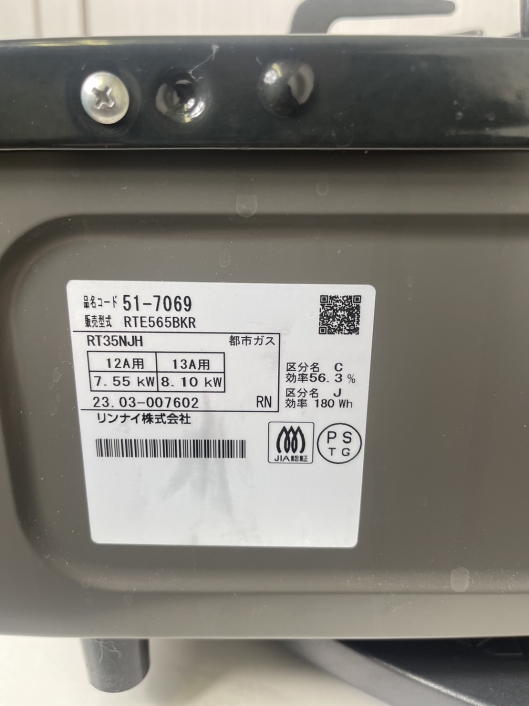 品名コード 51-7069
販売型式 RTE565BKR
RT35NJH 都市ガス
12A用 13A用
7.55 kW 8.10 kW
23.03-007602 RN
リンナイ株式会社
区分名 C
効率56.3 %
区分名 J
効率 180 Wh
JIA認証
PS
TG